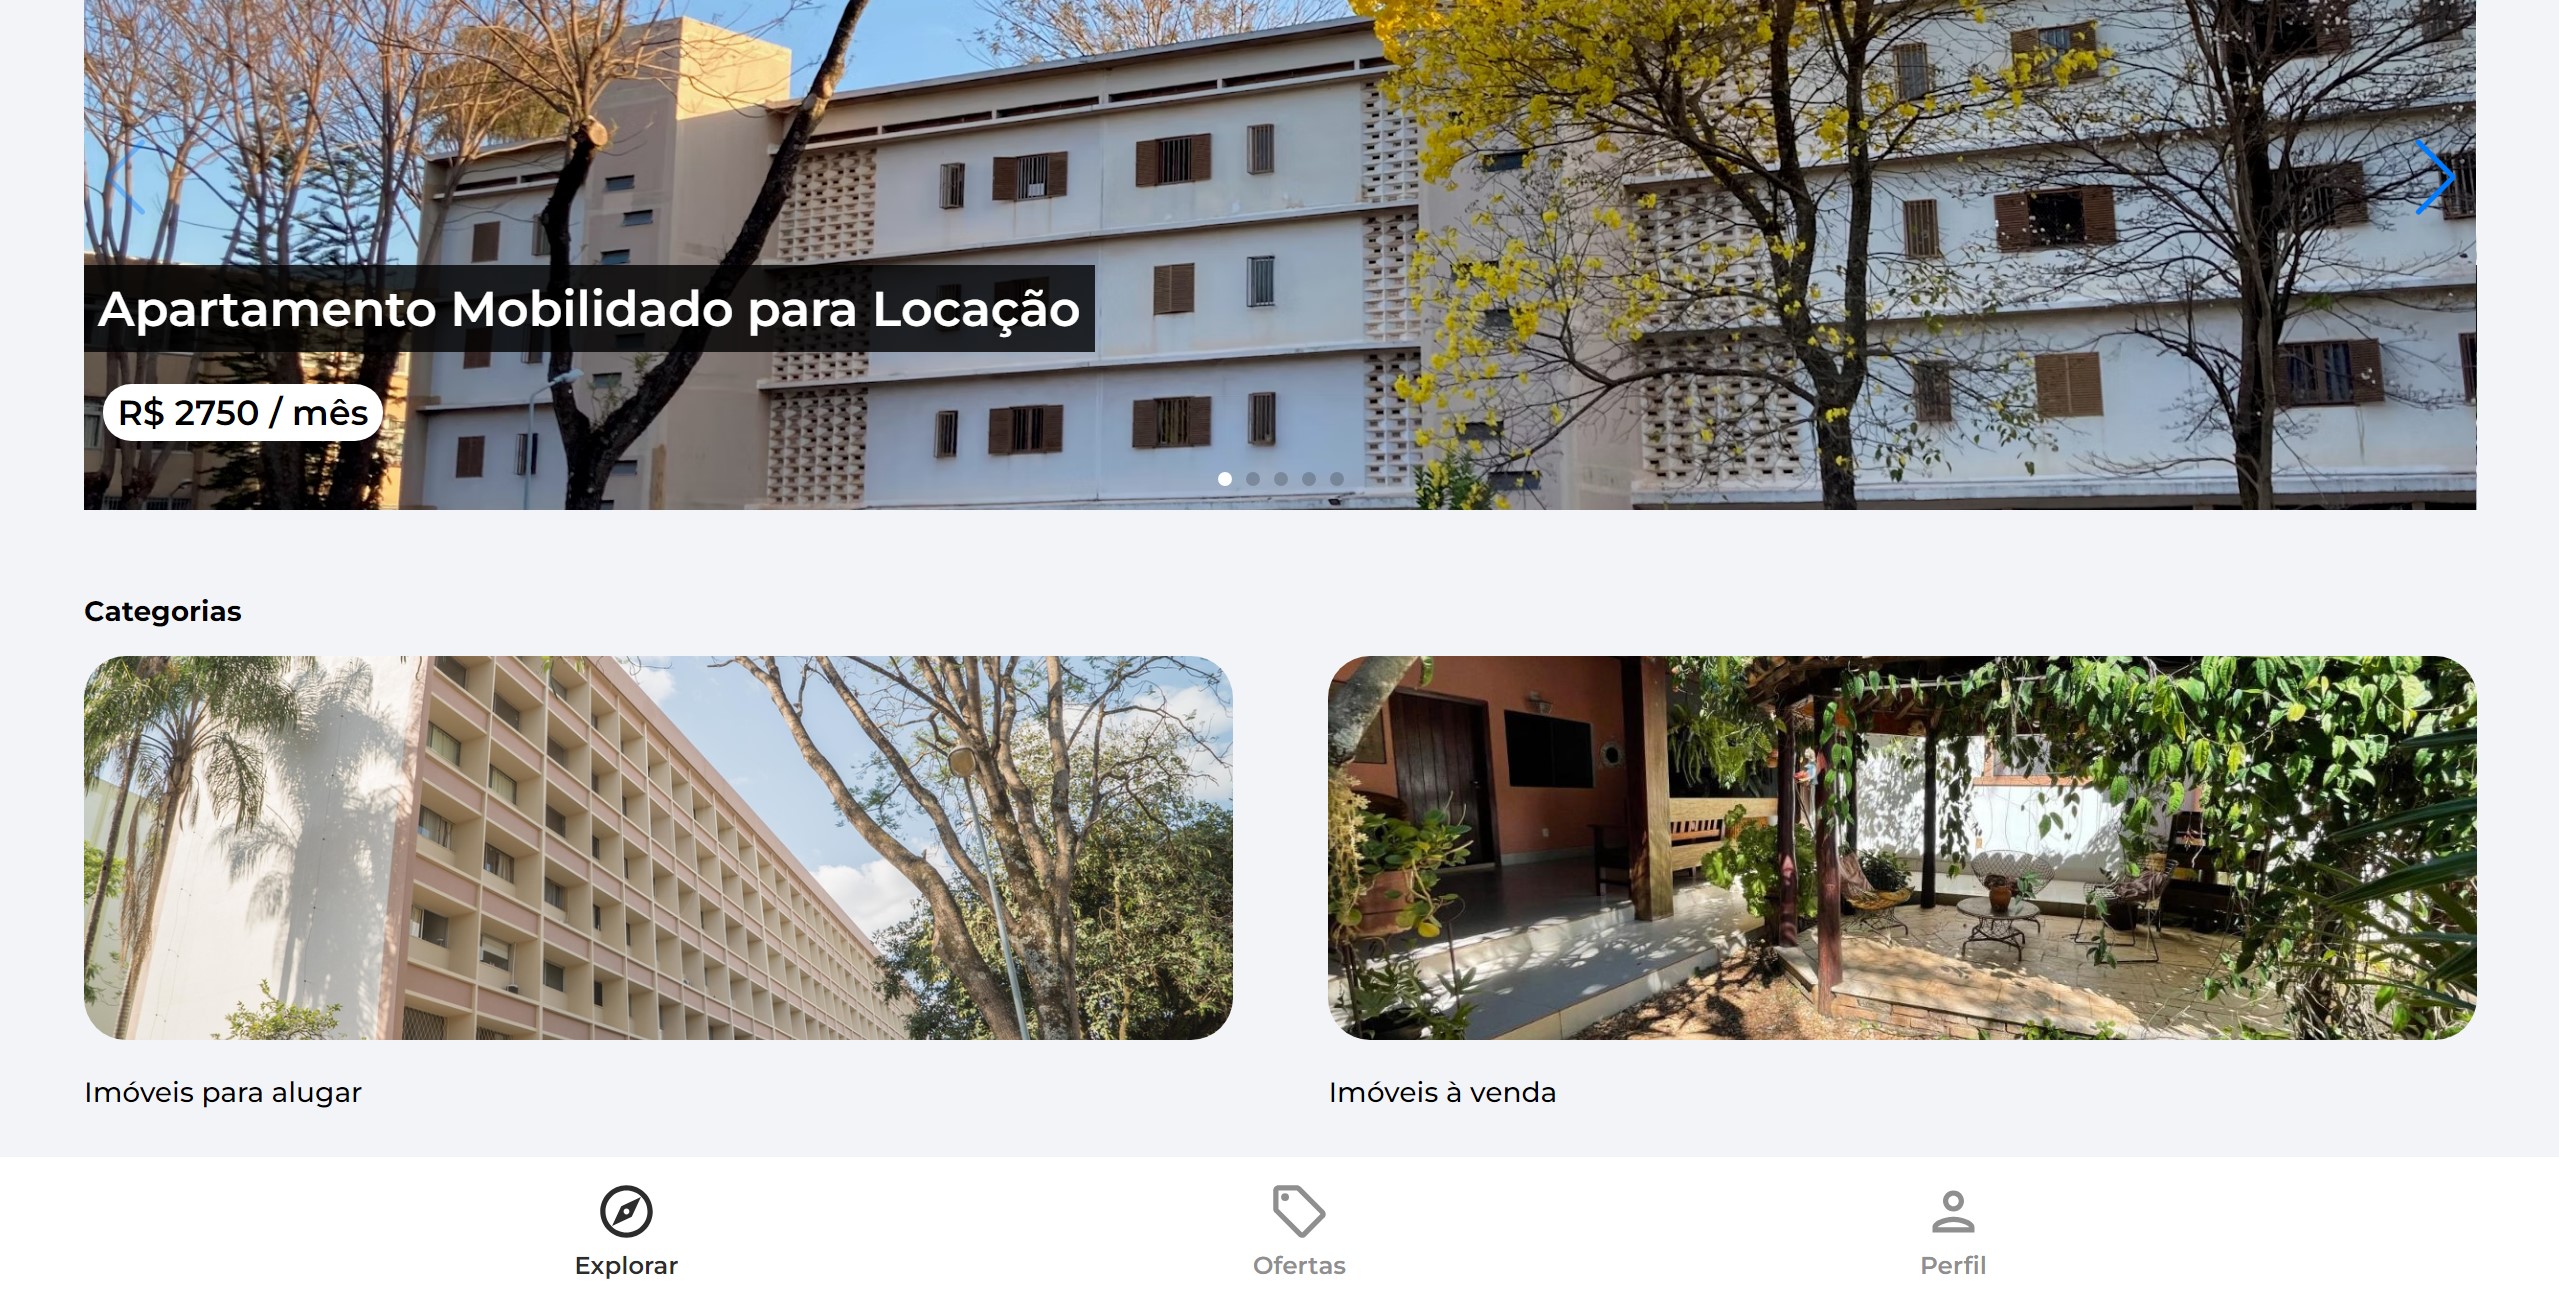 Apartamento Mobilidado para Locação
R$ 2750 / mês
Categorias
Imóveis para alugar
Imóveis à venda
Explorar
Ofertas
Perfil